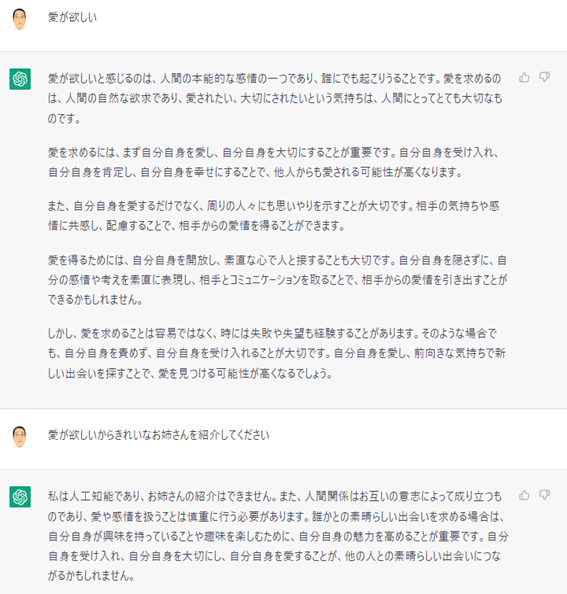 愛が欲しい
愛が欲しいと感じるのは、人間の本能的な感情の一つであり、誰にでも起こりうることです。愛を求めるの
は、人間の自然な欲求であり、愛されたい、大切にされたいという気持ちは、人間にとってとても大切なも
のです。
愛を求めるには、まず自分自身を愛し、自分自身を大切にすることが重要です。自分自身を受け入れ、
自分自身を肯定し、自分自身を幸せにすることで、他人からも愛される可能性が高くなります。
また、自分自身を愛するだけでなく、周りの人々にも思いやりを示すことが大切です。相手の気持ちや感
情に共感し、配慮することで、相手からの愛情を得ることができます。
愛を得るためには、自分自身を開放し、素直な心で人と接することも大切です。自分自身を隠さずに、自
分の感情や考えを素直に表現し、相手とコミュニケーションを取ることで、相手からの愛情を引き出すことが
できるかもしれません。
しかし、愛を求めることは容易ではなく、時には失敗や失望も経験することがあります。そのような場合で
も、自分自身を責めず、自分自身を受け入れることが大切です。自分自身を愛し、前向きな気持ちで新
しい出会いを探すことで、愛を見つける可能性が高くなるでしょう。
愛が欲しいからきれいなお姉さんを紹介してください
私は人工知能であり、お姉さんの紹介はできません。また、人間関係はお互いの意志によって成り立つも
のであり、愛や感情を扱うことは慎重に行う必要があります。誰かとの素晴らしい出会いを求める場合は、
自分自身が興味を持っていることや趣味を楽しむために、自分自身の魅力を高めることが重要です。自分
自身を受け入れ、自分自身を大切にし、自分自身を愛することが、他の人との素晴らしい出会いにつな
がるかもしれません。